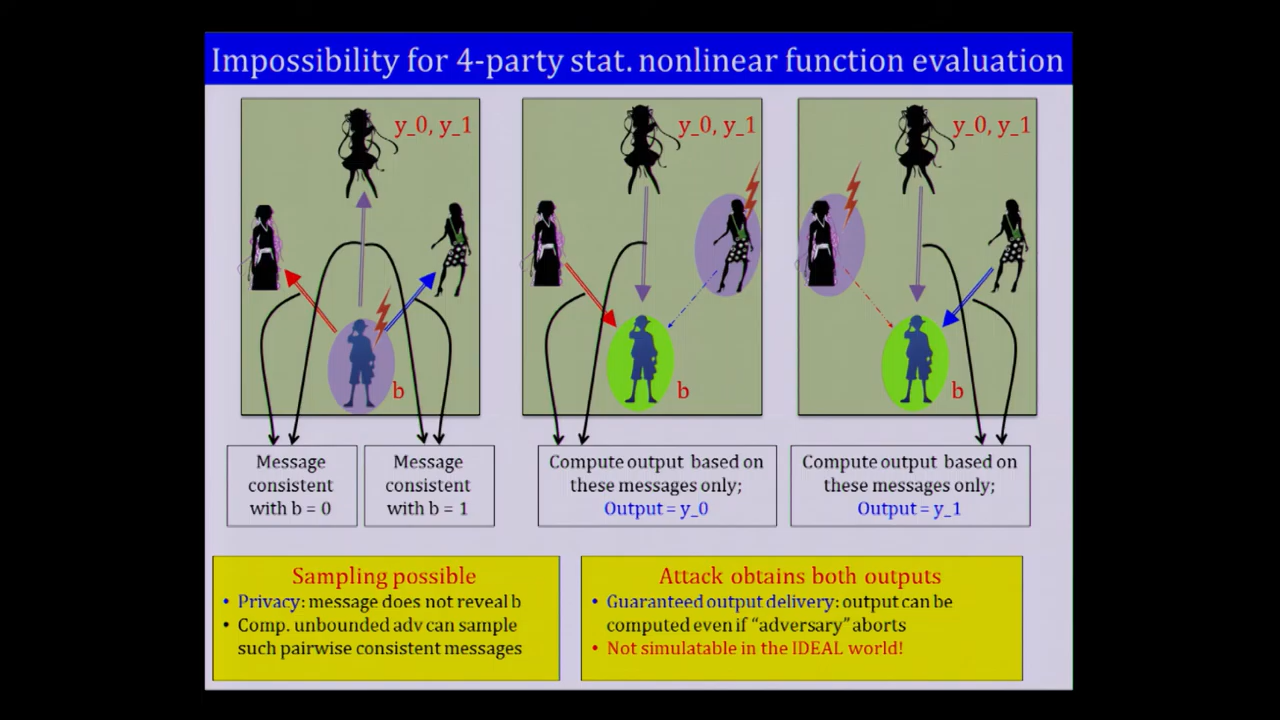 Impossibility for 4-party stat. nonlinear function evaluation
y_0, y_1
y_0, y_1
y_0, y_1
b
b
b
Message
consistent
with b = 0
Message
consistent
with b = 1
Compute output based on
these messages only;
Output = y_0
Compute output based on
these messages only;
Output = y_1
Sampling possible
• Privacy: message does not reveal b
• Comp. unbounded adv can sample
such pairwise consistent messages
Attack obtains both outputs
• Guaranteed output delivery: output can be
computed even if “adversary” aborts
• Not simulatable in the IDEAL world!